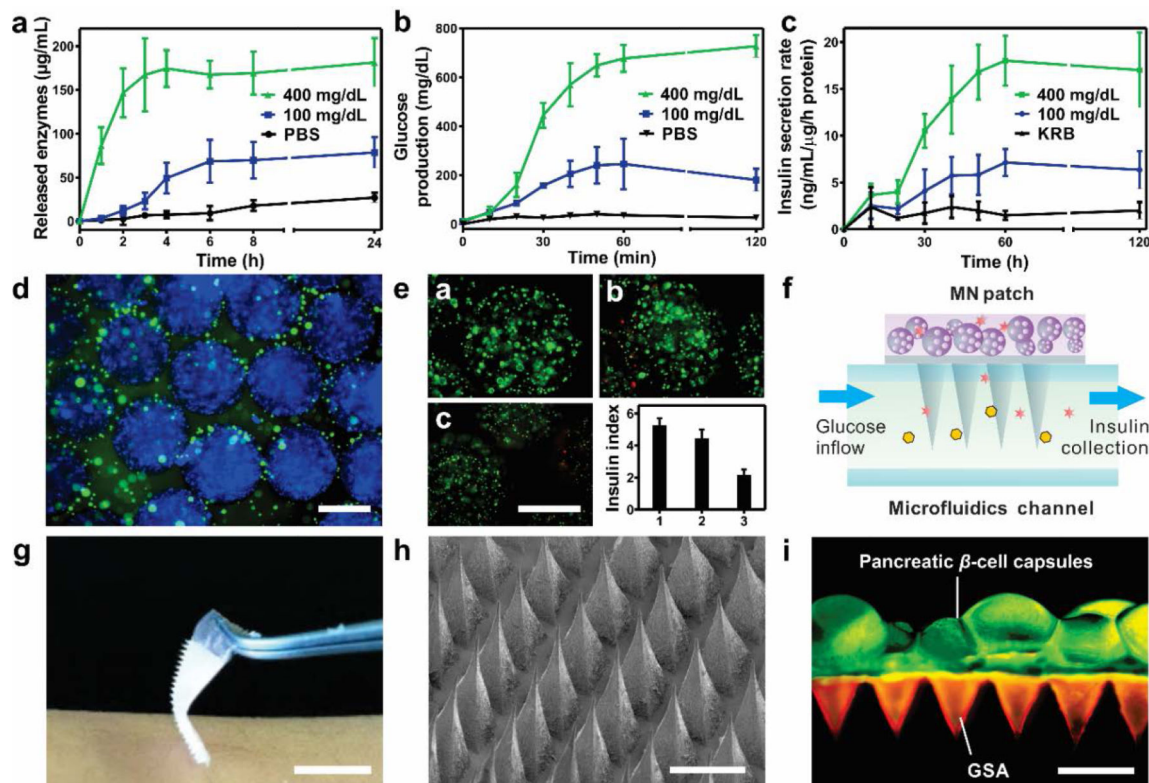 a
Released enzymes (µg/mL)
200
150
100
50
0
400 mg/dL
100 mg/dL
PBS
0
2
4
6
8
24
Time (h)
b
Glucose
production (mg/dL)
800
600
400
200
0
400 mg/dL
100 mg/dL
PBS
0
30
60
120
Time (min)
c
Insulin secretion rate
(ng/mL/µg/h protein)
20
15
10
5
0
400 mg/dL
100 mg/dL
KRB
0
30
60
120
Time (h)
d
e
a
b
c
Insulin index
6
4
2
0
1
2
3
f
MN patch
Glucose
inflow
Insulin
collection
Microfluidics channel
g
h
i
Pancreatic β-cell capsules
GSA